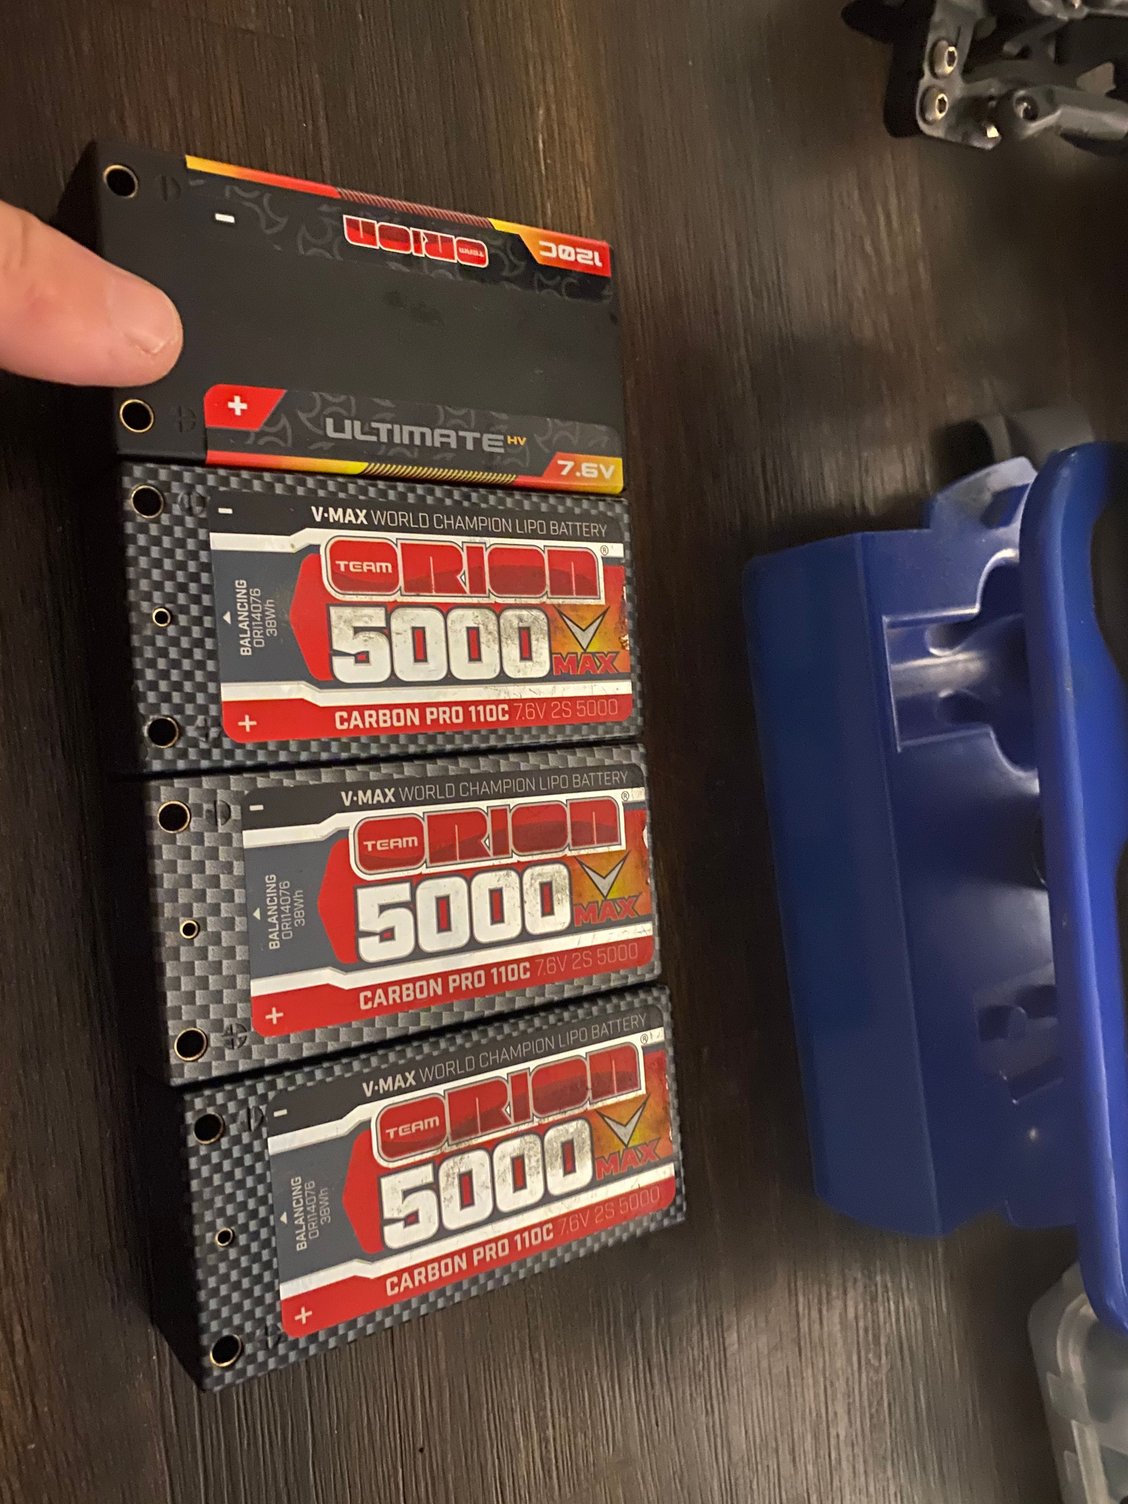 -
TEAM ORION
120C
+
ULTIMATE HV
7.6V
-
V·MAX WORLD CHAMPION LIPO BATTERY
TEAM ORION®
5000
MAX
BALANCING
ORI14076
38Wh
+
CARBON PRO 110C 7.6V 2S 5000
-
V·MAX WORLD CHAMPION LIPO BATTERY
TEAM ORION®
5000
MAX
BALANCING
ORI14076
38Wh
+
CARBON PRO 110C 7.6V 2S 5000
-
V·MAX WORLD CHAMPION LIPO BATTERY
TEAM ORION®
5000
MAX
BALANCING
ORI14076
38Wh
+
CARBON PRO 110C 7.6V 2S 5000